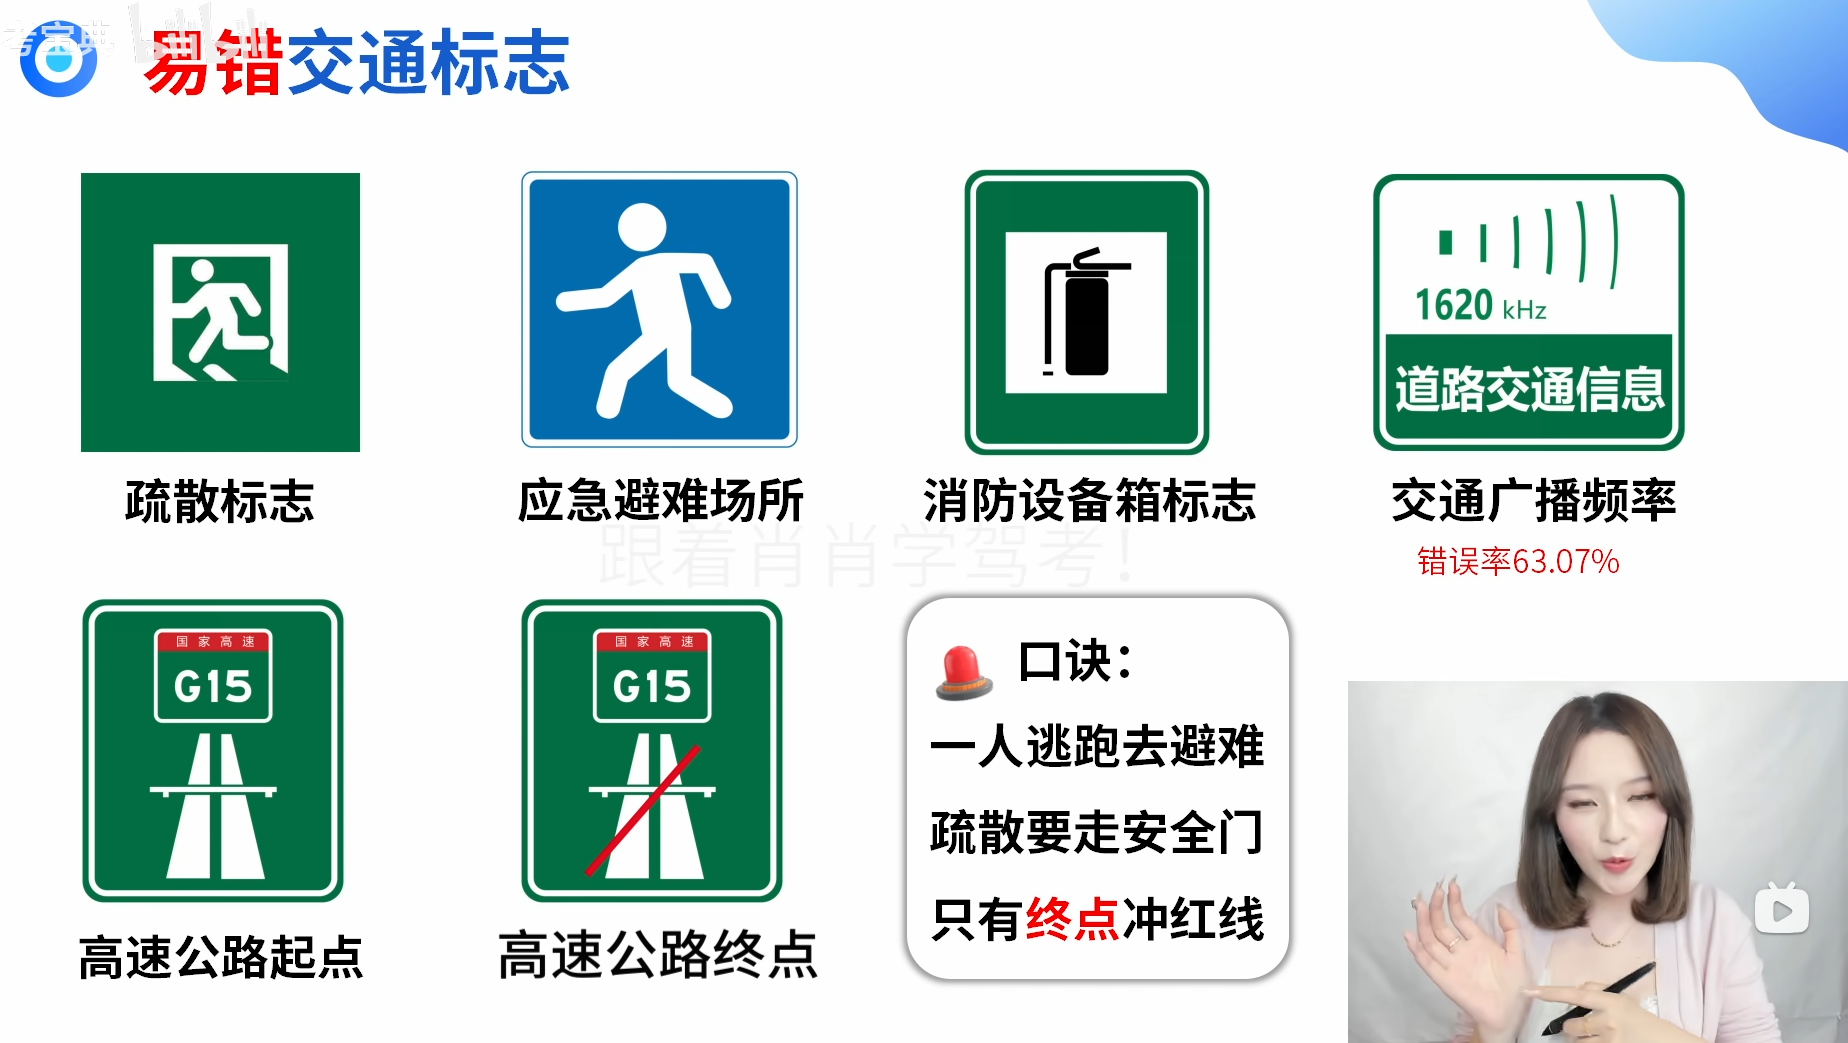 考宝典
易错交通标志
1620 kHz
道路交通信息
疏散标志
应急避难场所
消防设备箱标志
交通广播频率
错误率63.07%
跟着肖肖学驾考！
国家高速
G15
国家高速
G15
口诀：
一人逃跑去避难
疏散要走安全门
只有终点冲红线
高速公路起点
高速公路终点